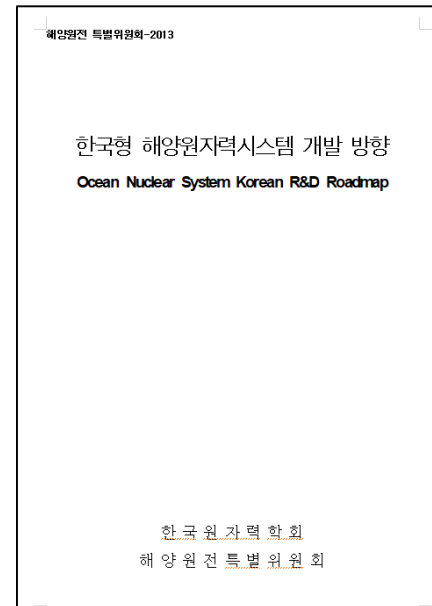 해양원전 특별위원회-2013
한국형 해양원자력시스템 개발 방향
Ocean Nuclear System Korean R&D Roadmap
한 국 원 자 력 학 회
해 양 원 전 특 별 위 원 회